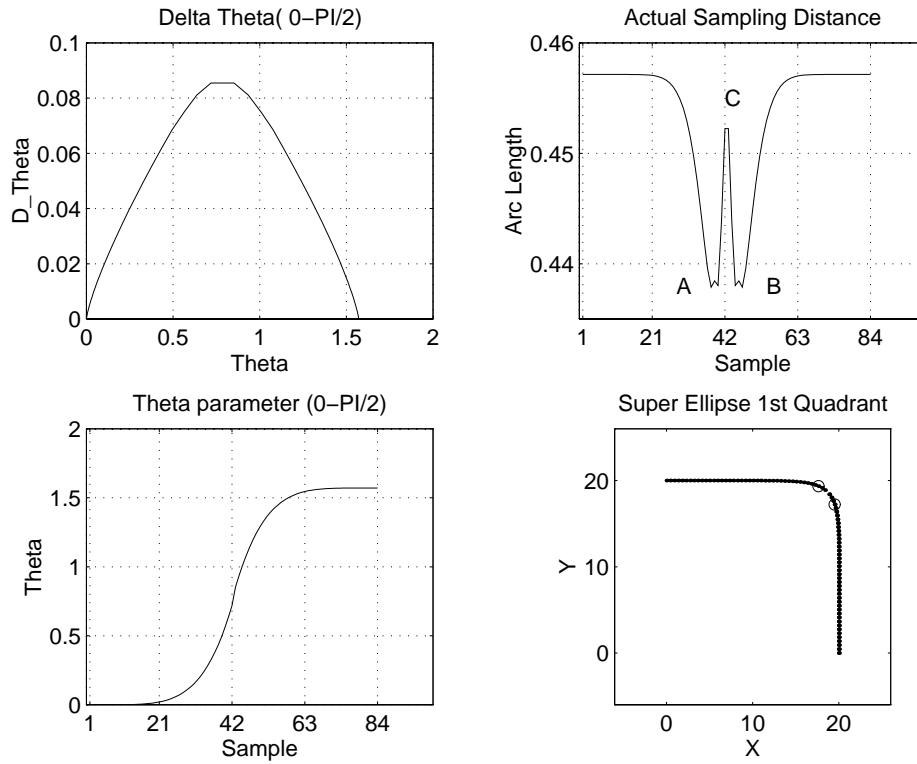 Delta Theta( 0−PI/2)
0.1
0.08
0.06
0.04
0.02
0
D_Theta
0 0.5 1 1.5 2
Theta
Actual Sampling Distance
0.46
0.45
0.44
Arc Length
C
A B
1 21 42 63 84
Sample
Theta parameter (0−PI/2)
2
1.5
1
0.5
0
Theta
1 21 42 63 84
Sample
Super Ellipse 1st Quadrant
20
10
0
Y
0 10 20
X